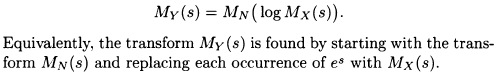 M_Y(s) = M_N(log M_X(s)).
Equivalently, the transform M_Y(s) is found by starting with the trans-
form M_N(s) and replacing each occurrence of e^s with M_X(s).